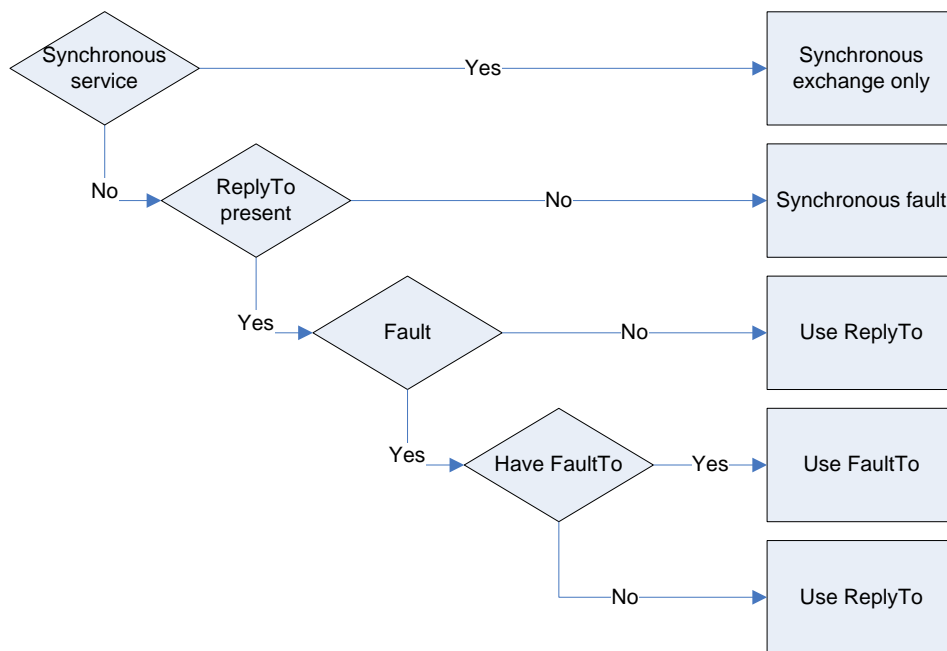 Synchronous
service
Yes
Synchronous
exchange only
No
ReplyTo
present
No
Synchronous fault
Yes
Fault
No
Use ReplyTo
Yes
Have FaultTo
Yes
Use FaultTo
No
Use ReplyTo